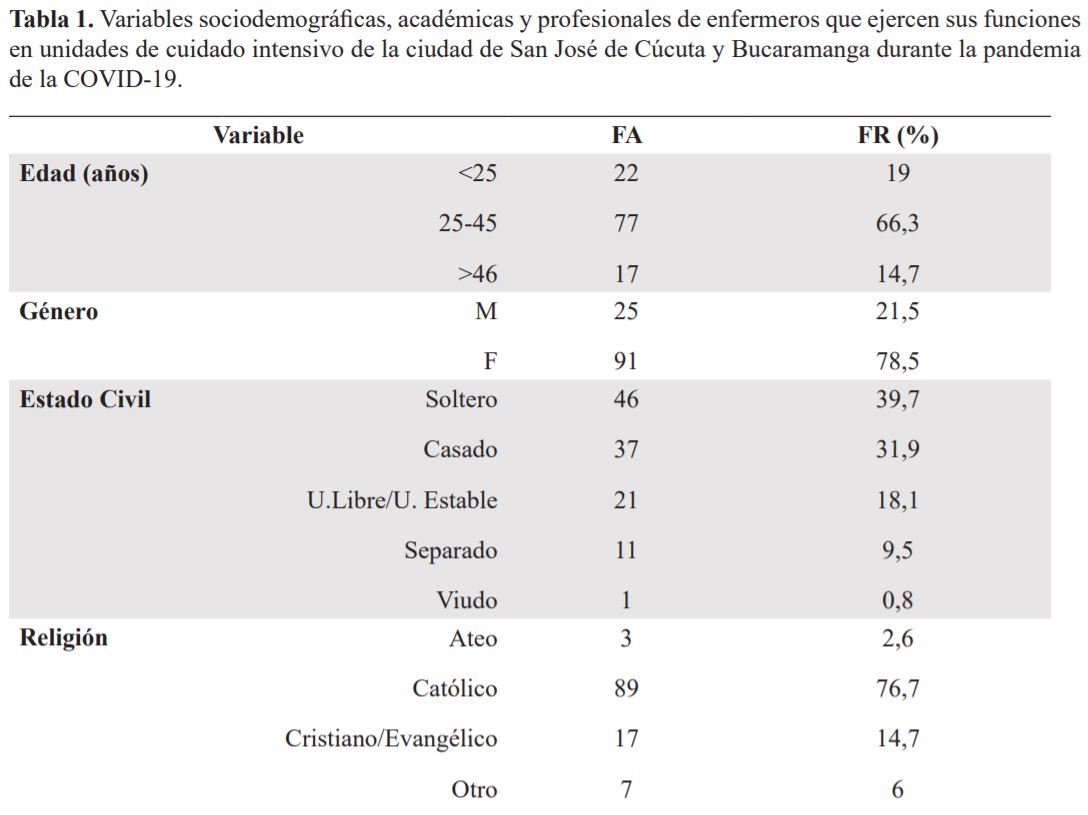 Tabla 1. Variables sociodemográficas, académicas y profesionales de enfermeros que ejercen sus funciones
en unidades de cuidado intensivo de la ciudad de San José de Cúcuta y Bucaramanga durante la pandemia
de la COVID-19.
Variable FA FR (%)
Edad (años) <25 22 19
25-45 77 66,3
>46 17 14,7
Género M 25 21,5
F 91 78,5
Estado Civil Soltero 46 39,7
Casado 37 31,9
U.Libre/U. Estable 21 18,1
Separado 11 9,5
Viudo 1 0,8
Religión Ateo 3 2,6
Católico 89 76,7
Cristiano/Evangélico 17 14,7
Otro 7 6